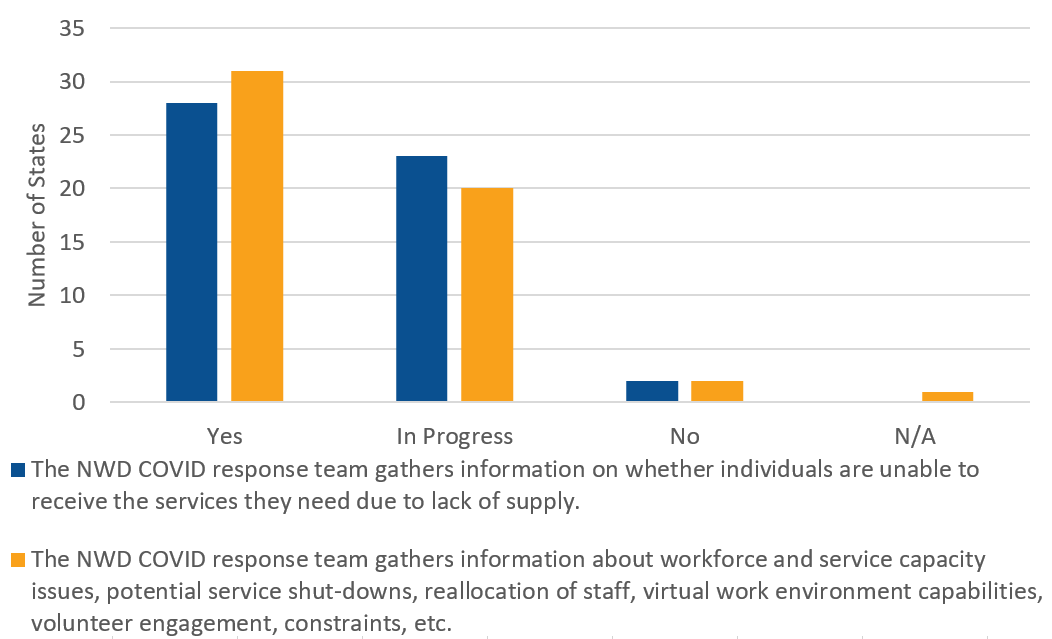 35
30
25
20
15
10
5
0
Number of States
Yes
In Progress
No
N/A
The NWD COVID response team gathers information on whether individuals are unable to
receive the services they need due to lack of supply.
The NWD COVID response team gathers information about workforce and service capacity
issues, potential service shut-downs, reallocation of staff, virtual work environment capabilities,
volunteer engagement, constraints, etc.